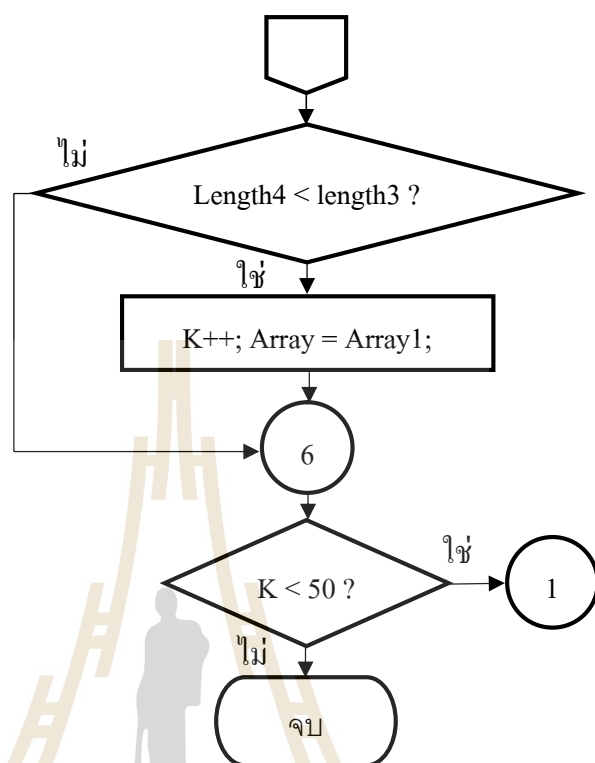 ไม่
Length4 < length3 ?
ใช่
K++; Array = Array1;
6
ใช่
K < 50 ?
1
ไม่
จบ